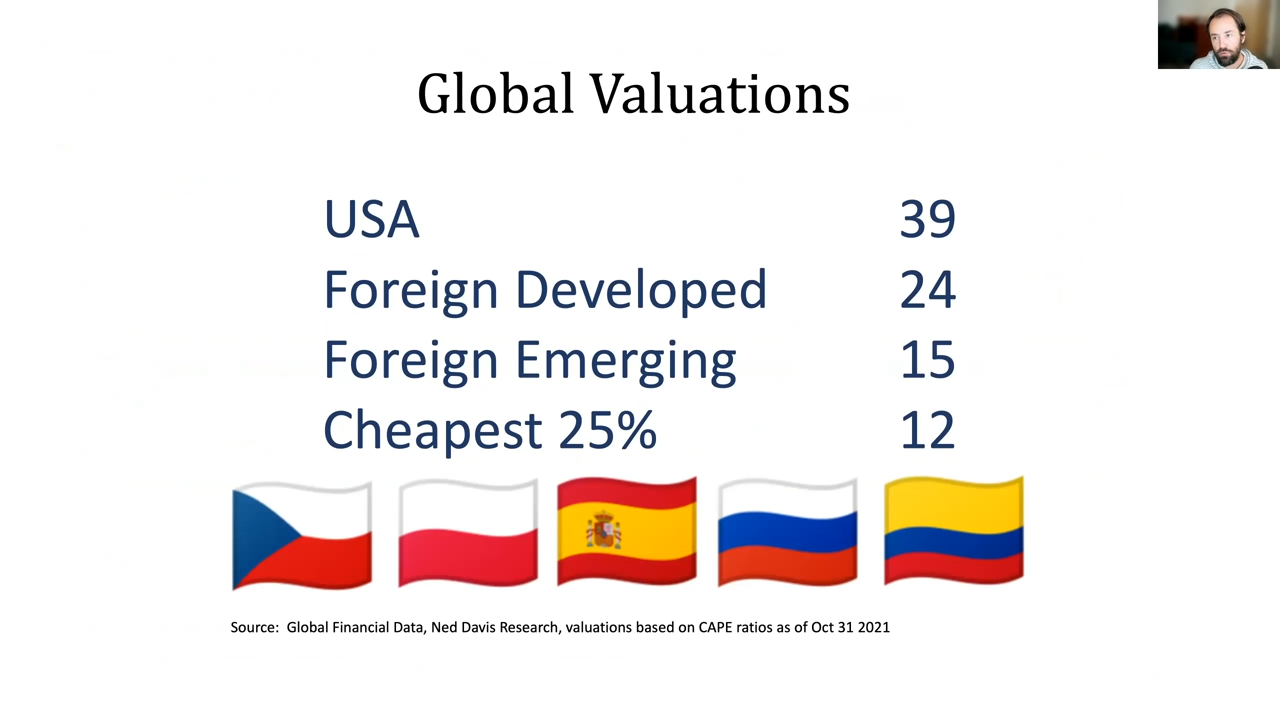 Global Valuations
USA 39
Foreign Developed 24
Foreign Emerging 15
Cheapest 25% 12
Source: Global Financial Data, Ned Davis Research, valuations based on CAPE ratios as of Oct 31 2021